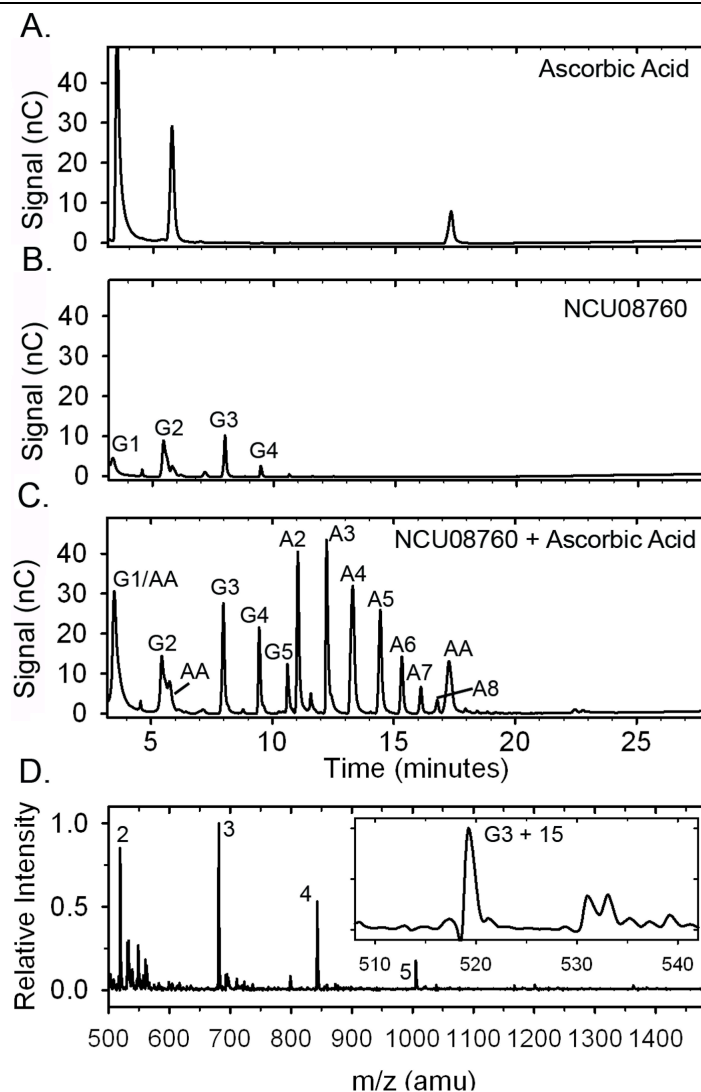 A.
Ascorbic Acid
Signal (nC)
40
30
20
10
0
B.
NCU08760
Signal (nC)
40
30
20
10
0
G1
G2
G3
G4
C.
NCU08760 + Ascorbic Acid
Signal (nC)
40
30
20
10
0
G1/AA
G2
AA
G3
G4
G5
A2
A3
A4
A5
A6
A7
A8
AA
5
10
15
20
25
Time (minutes)
D.
Relative Intensity
1.0
0.5
0.0
2
3
4
5
G3 + 15
510
520
530
540
500
600
700
800
900
1000
1100
1200
1300
1400
m/z (amu)